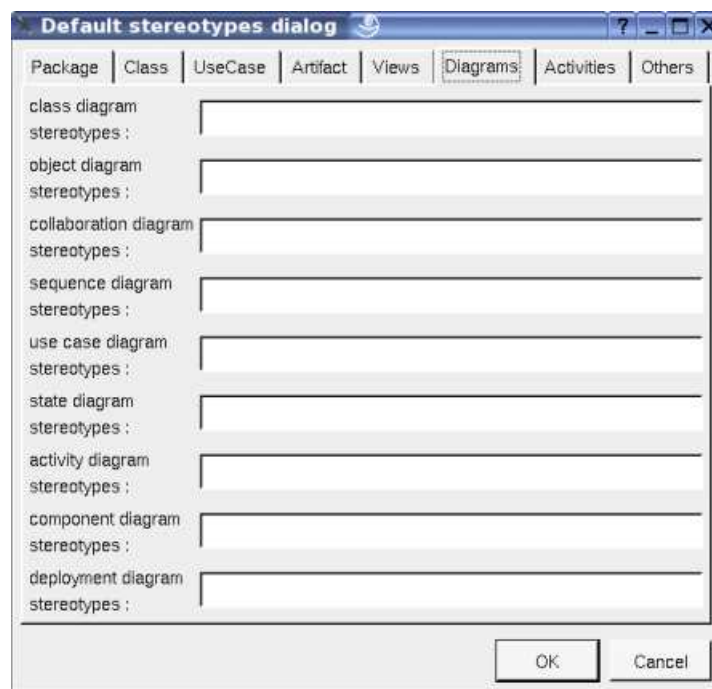 Default stereotypes dialog ? _ □ X
Package Class UseCase Artifact Views Diagrams Activities Others
class diagram
stereotypes :
object diagram
stereotypes :
collaboration diagram
stereotypes :
sequence diagram
stereotypes :
use case diagram
stereotypes :
state diagram
stereotypes :
activity diagram
stereotypes :
component diagram
stereotypes :
deployment diagram
stereotypes :
OK Cancel